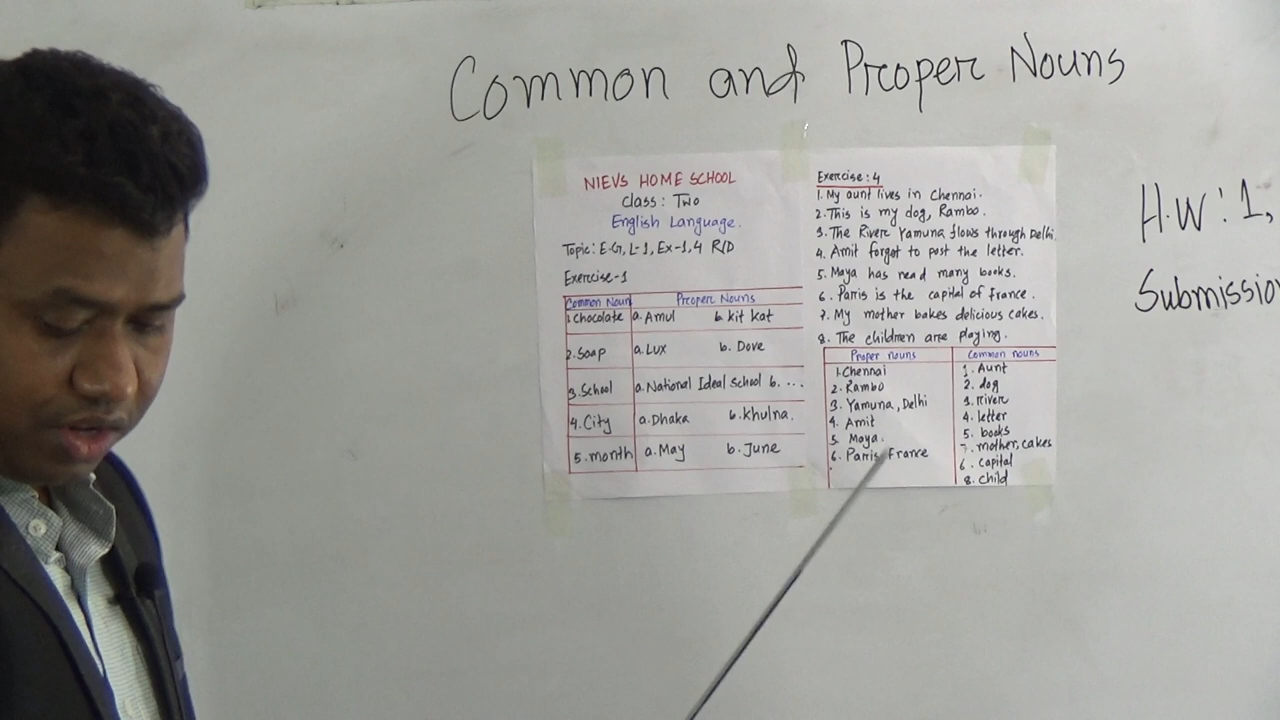 Common and Proper Nouns
NIEVS HOME SCHOOL
Class: Two
English Language.
Topic: E.G, L-1, Ex-1,4 R/D
Exercise-1
Common Noun Proper Nouns
1. Chocolate a. Amul b. kit kat
2. Soap a. Lux b. Dove
3. School a. National Ideal School b. ...
4. City a. Dhaka b. khulna.
5. month a. May b. June
Exercise: 4
1. My aunt lives in Chennai.
2. This is my dog, Rambo.
3. The River Yamuna flows through Delhi.
4. Amit forgot to post the letter.
5. Maya has read many books.
6. Paris is the capital of france.
7. My mother bakes delicious cakes.
8. The children are playing.
Proper nouns Common nouns
1. Chennai 1. Aunt
2. Rambo 2. dog
3. Yamuna, Delhi 3. river
4. Amit 4. letter
5. Maya. 5. books
6. Paris, France 7. mother, cakes
6. capital
8. child
H.W: 1,
Submission